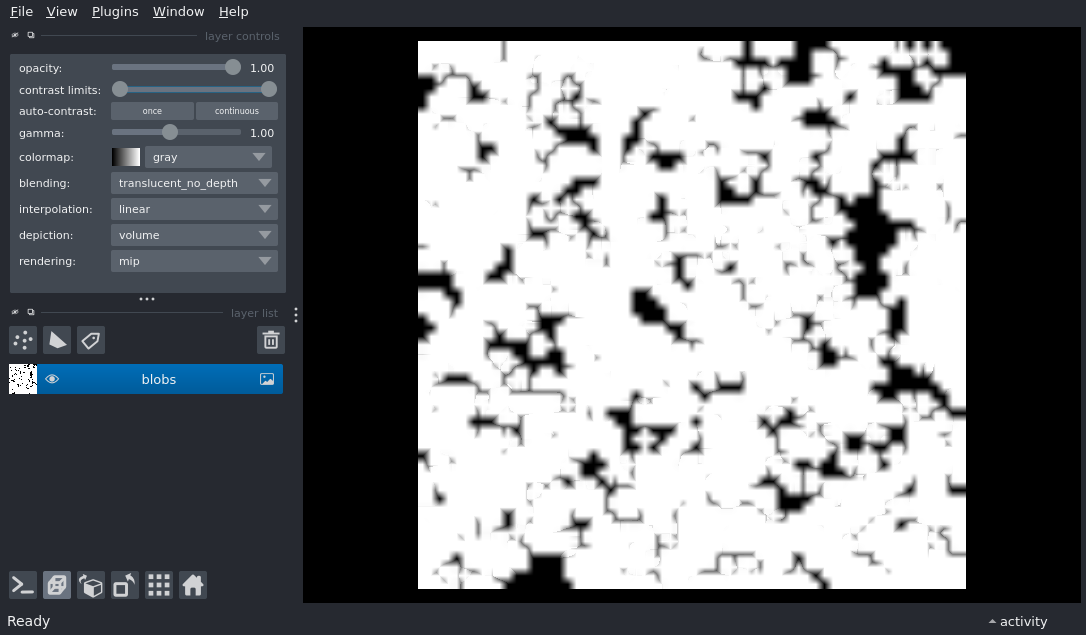 File View Plugins Window Help
layer controls
opacity: 1.00
contrast limits:
auto-contrast: once continuous
gamma: 1.00
colormap: gray
blending: translucent_no_depth
interpolation: linear
depiction: volume
rendering: mip
layer list
blobs
Ready activity